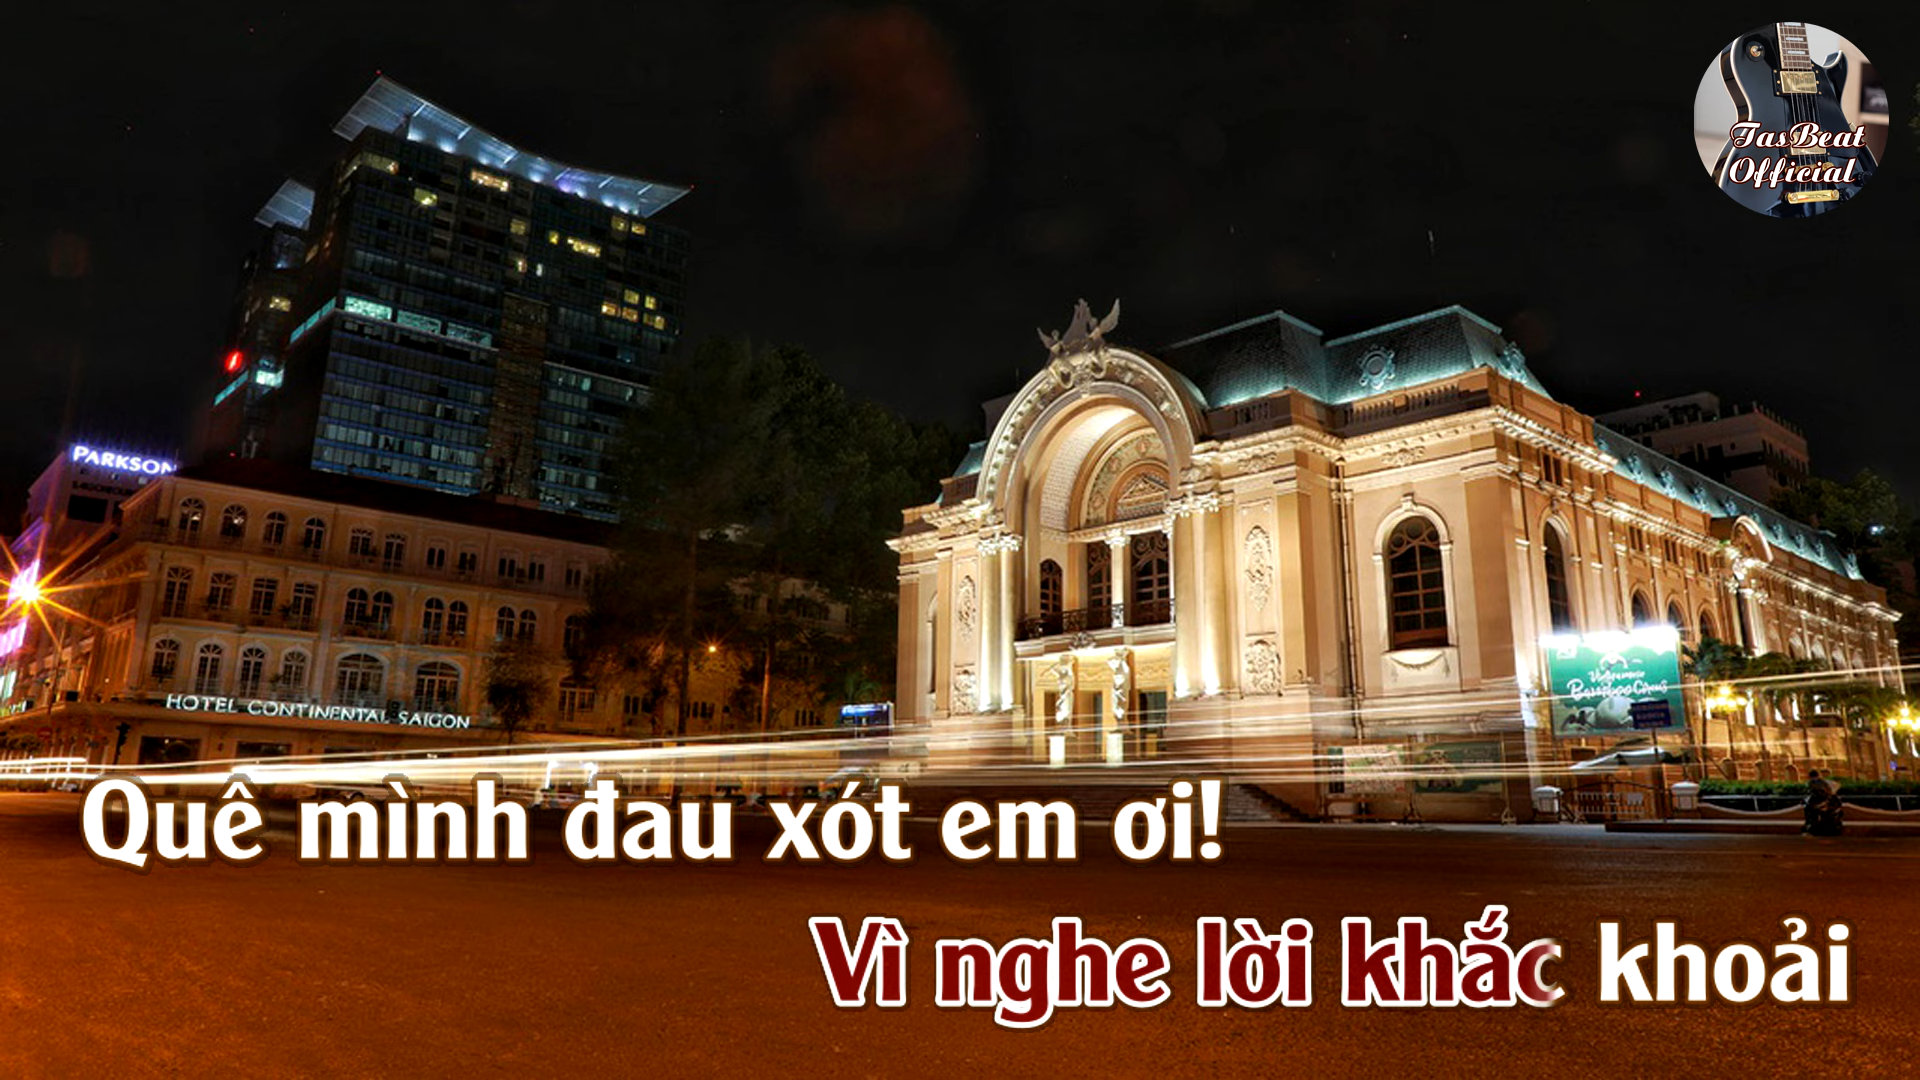 TasBeat
Official
PARKSON
HOTEL CONTINENTAL SAIGON
Quê mình đau xót em ơi!
Vì nghe lời khắc khoải